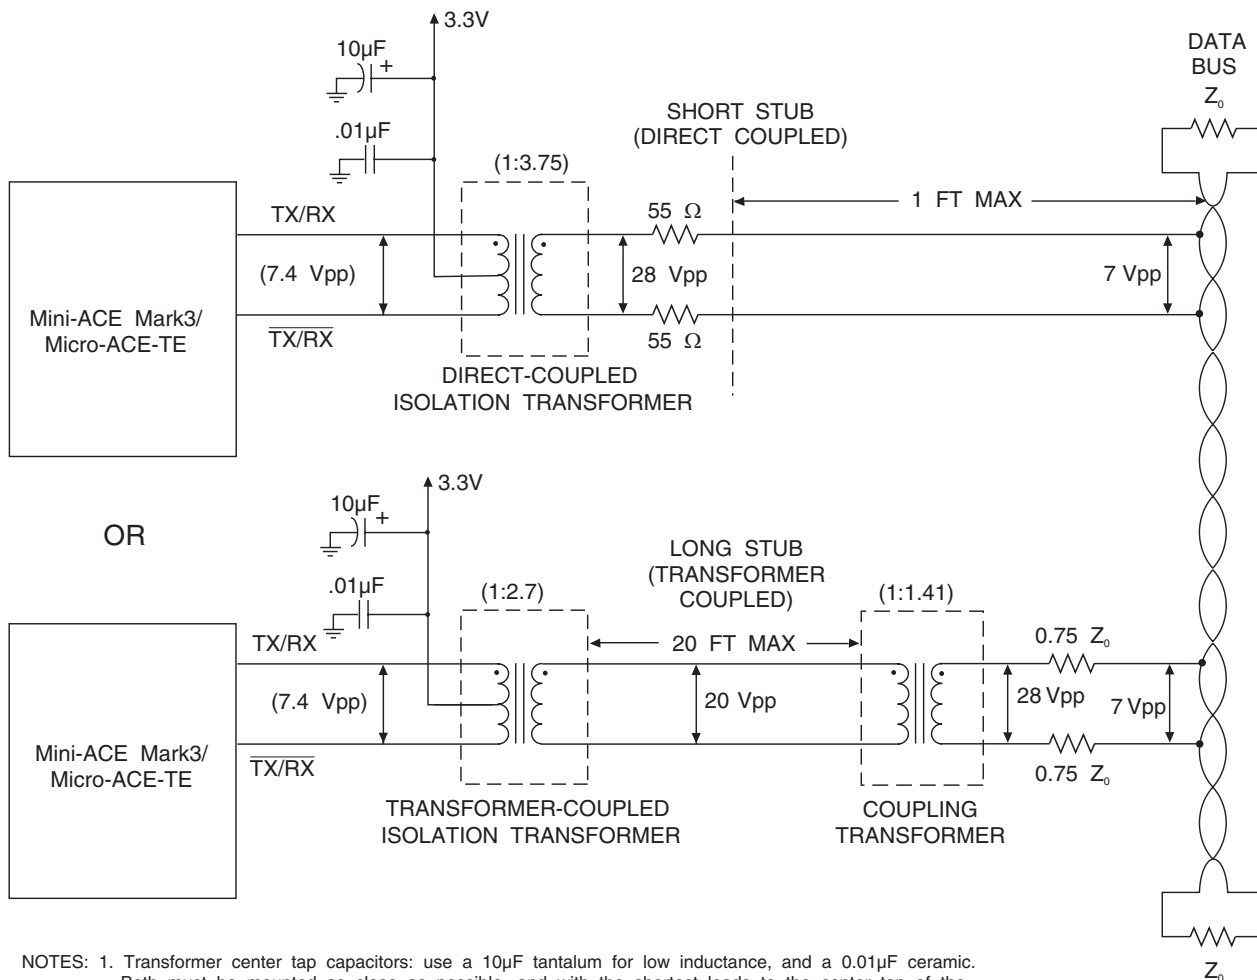 3.3V
10µF
+
.01µF
DATA
BUS
Z0
SHORT STUB
(DIRECT COUPLED)
(1:3.75)
1 FT MAX
TX/RX
55 Ω
(7.4 Vpp)
28 Vpp
7 Vpp
Mini-ACE Mark3/
Micro-ACE-TE
TX/RX
55 Ω
DIRECT-COUPLED
ISOLATION TRANSFORMER
OR
3.3V
10µF
+
.01µF
LONG STUB
(TRANSFORMER
COUPLED)
(1:2.7)
(1:1.41)
TX/RX
20 FT MAX
0.75 Z0
(7.4 Vpp)
20 Vpp
28 Vpp
7 Vpp
Mini-ACE Mark3/
Micro-ACE-TE
TX/RX
0.75 Z0
TRANSFORMER-COUPLED
ISOLATION TRANSFORMER
COUPLING
TRANSFORMER
Z0
NOTES: 1. Transformer center tap capacitors: use a 10µF tantalum for low inductance, and a 0.01µF ceramic.